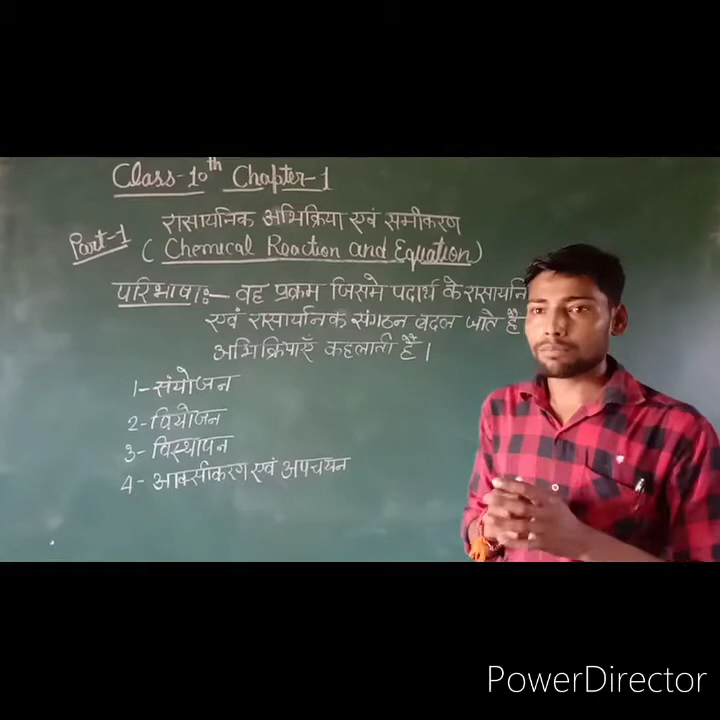 Class-10th Chapter-1
रासायनिक अभिक्रिया एवं समीकरण
Part-1
( Chemical Reaction and Equation )
परिभाषा:- वह प्रक्रम जिसमे पदार्थ के रासायनि
एवं रासायनिक संगठन बदल जाते है
अभिक्रियाएँ कहलाती हैं।
1- संयोजन
2- वियोजन
3- विस्थापन
4- आक्सीकरण एवं अपचयन
PowerDirector